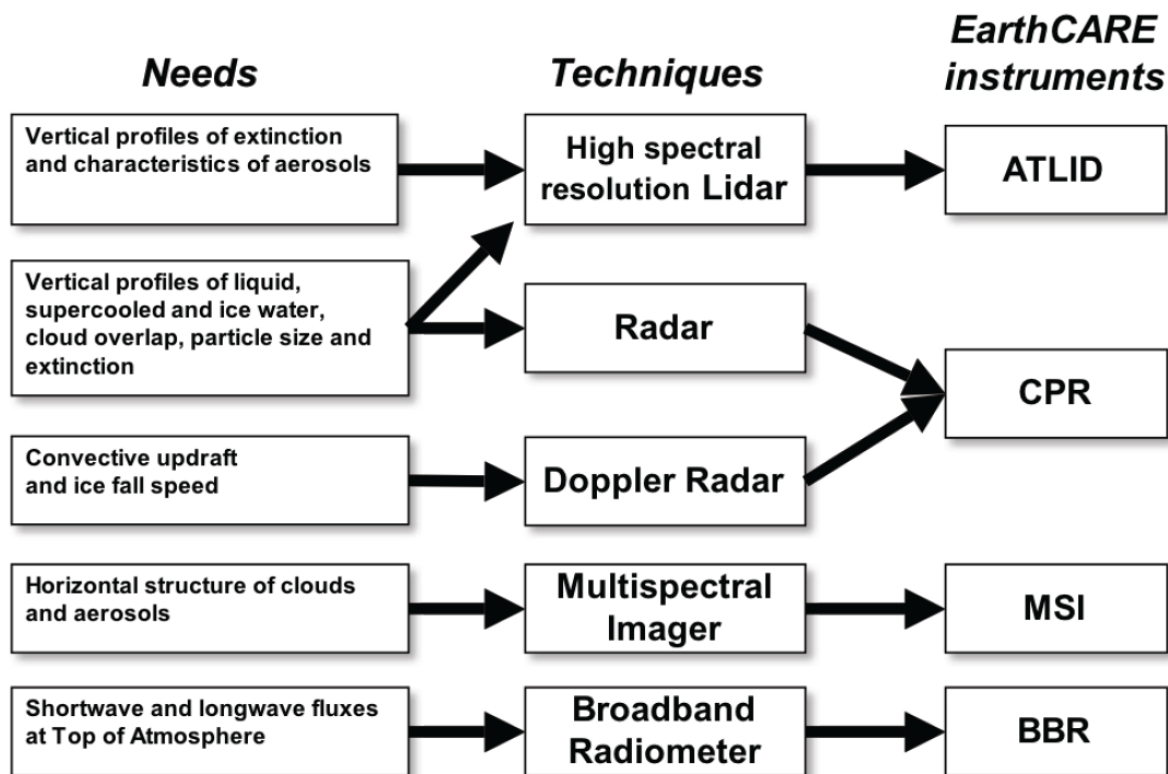 Needs
Techniques
EarthCARE
instruments
Vertical profiles of extinction
and characteristics of aerosols
High spectral
resolution Lidar
ATLID
Vertical profiles of liquid,
supercooled and ice water,
cloud overlap, particle size and
extinction
Radar
CPR
Convective updraft
and ice fall speed
Doppler Radar
Horizontal structure of clouds
and aerosols
Multispectral
Imager
MSI
Shortwave and longwave fluxes
at Top of Atmosphere
Broadband
Radiometer
BBR